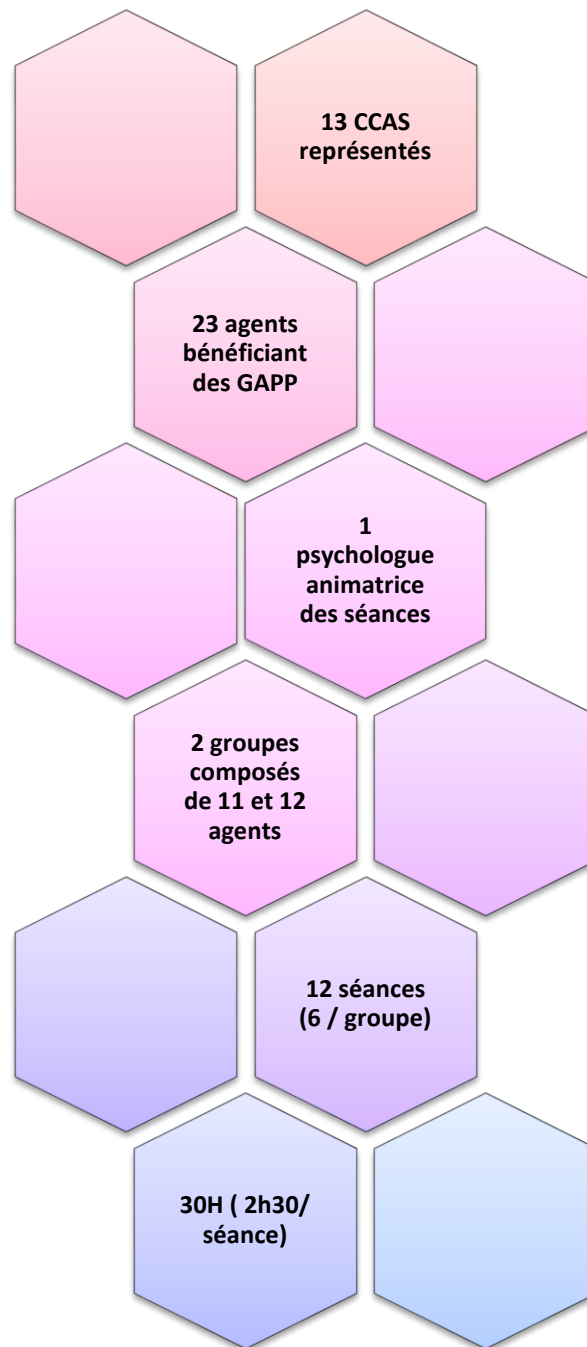 13 CCAS
représentés
23 agents
bénéficiant
des GAPP
1
psychologue
animatrice
des séances
2 groupes
composés
de 11 et 12
agents
12 séances
(6 / groupe)
30H ( 2h30/
séance)